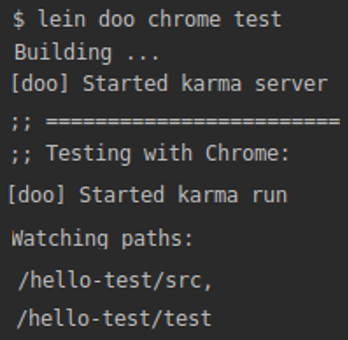 $ lein doo chrome test
Building ...
[doo] Started karma server
;; ========================
;; Testing with Chrome:
[doo] Started karma run
Watching paths:
/hello-test/src,
/hello-test/test